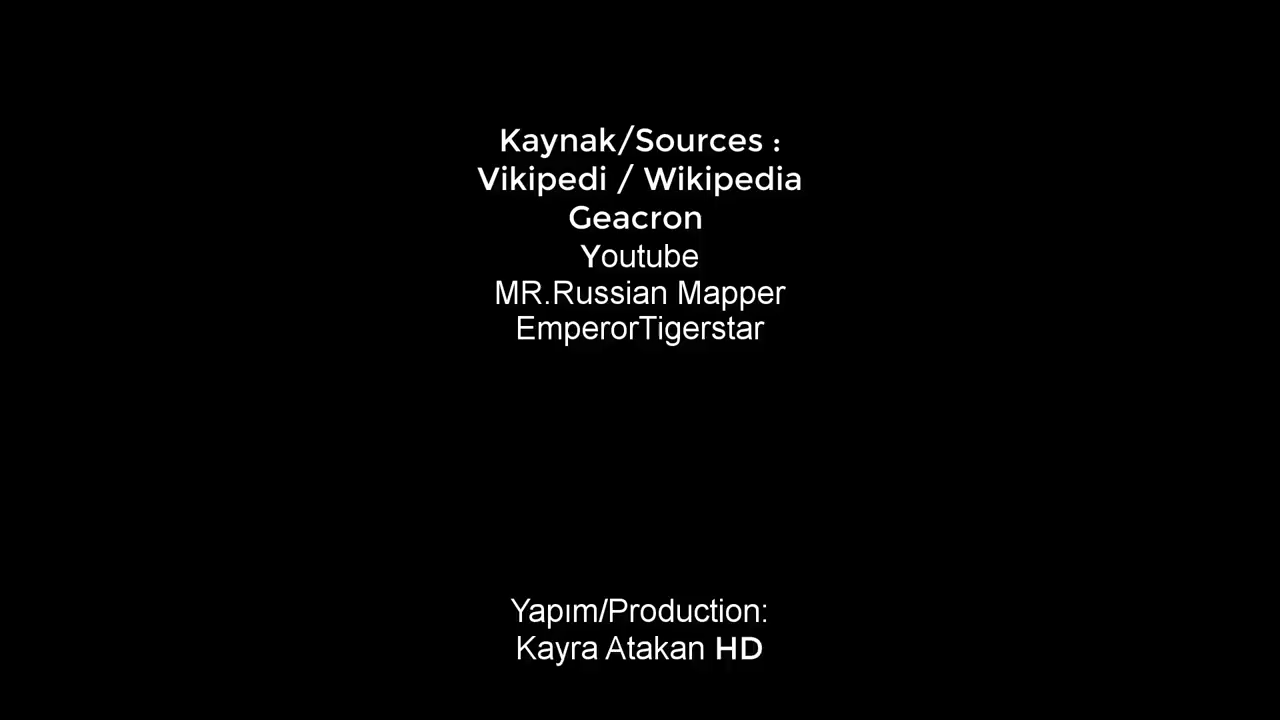 Kaynak/Sources :
Vikipedi / Wikipedia
Geacron
Youtube
MR.Russian Mapper
EmperorTigerstar
Yapım/Production:
Kayra Atakan HD